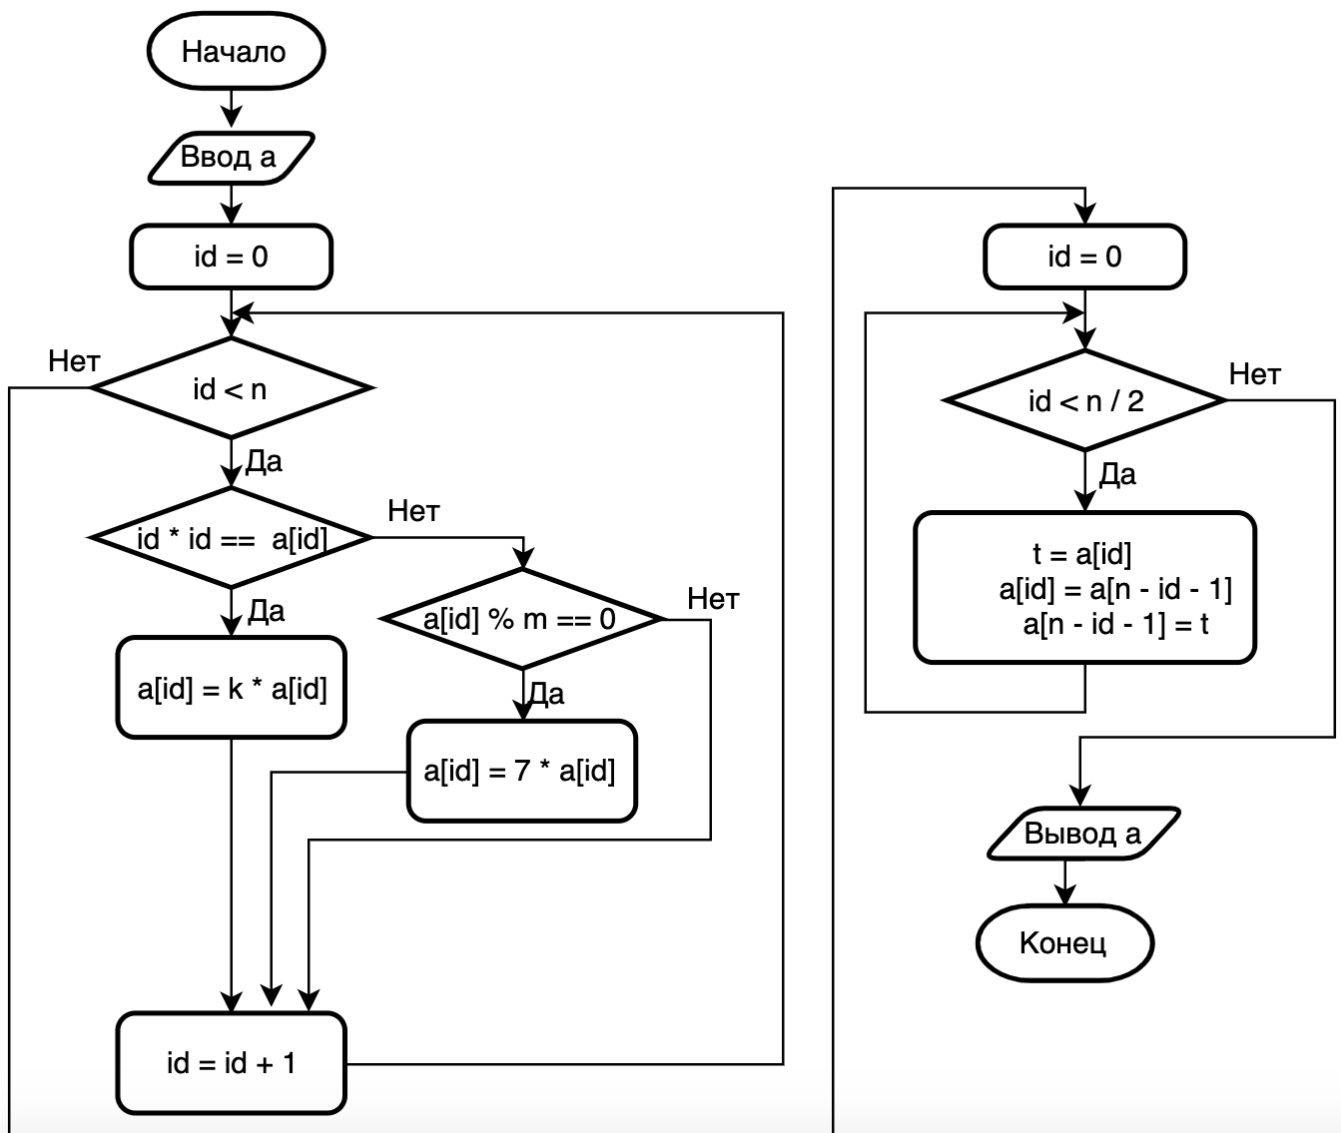 Начало
Ввод a
id = 0
id < n
Нет
Да
id * id == a[id]
Нет
Да
a[id] = k * a[id]
a[id] % m == 0
Нет
Да
a[id] = 7 * a[id]
id = id + 1
id = 0
id < n / 2
Нет
Да
t = a[id]
a[id] = a[n - id - 1]
a[n - id - 1] = t
Вывод a
Конец